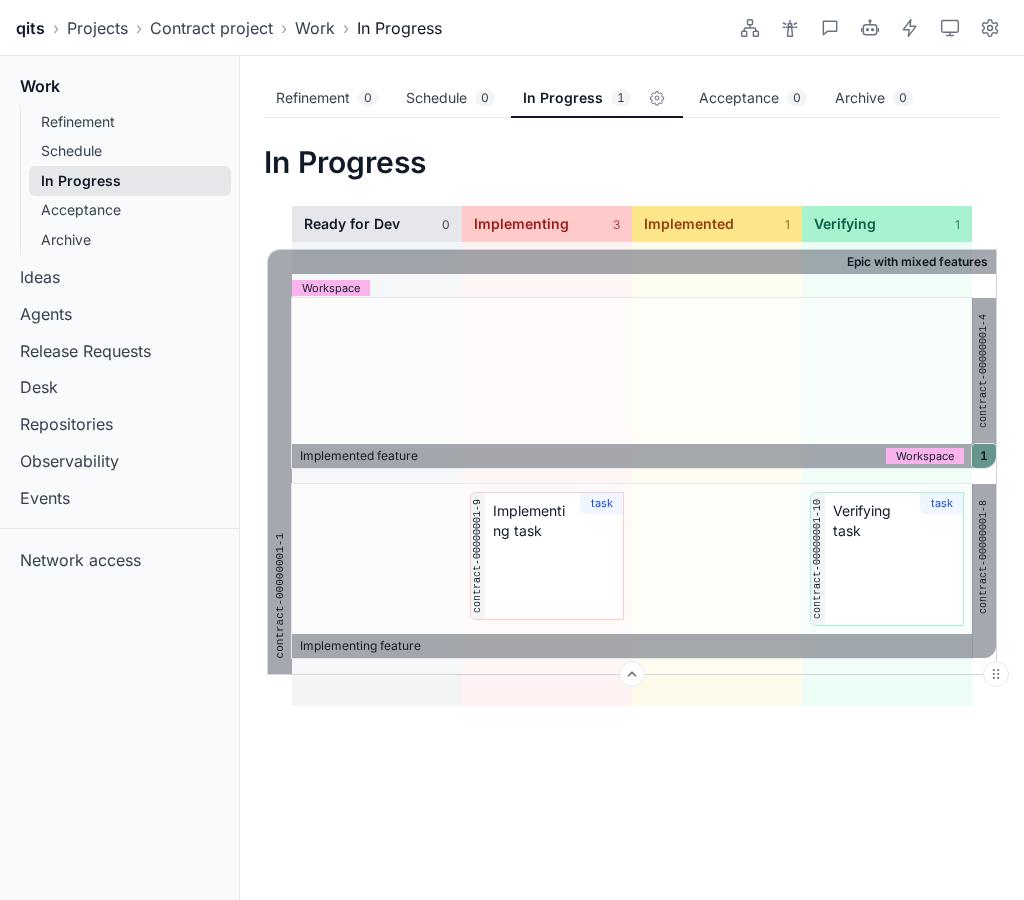 qits › Projects › Contract project › Work › In Progress
Work
Refinement
Schedule
In Progress
Acceptance
Archive
Ideas
Agents
Release Requests
Desk
Repositories
Observability
Events
Network access
Refinement 0 Schedule 0 In Progress 1 Acceptance 0 Archive 0
In Progress
Ready for Dev 0 Implementing 3 Implemented 1 Verifying 1
Epic with mixed features
Workspace
contract-00000001-4
Implemented feature Workspace 1
contract-00000001-9
Implementi
ng task
task
contract-00000001-10
Verifying
task
task
contract-00000001-8
contract-00000001-1
Implementing feature